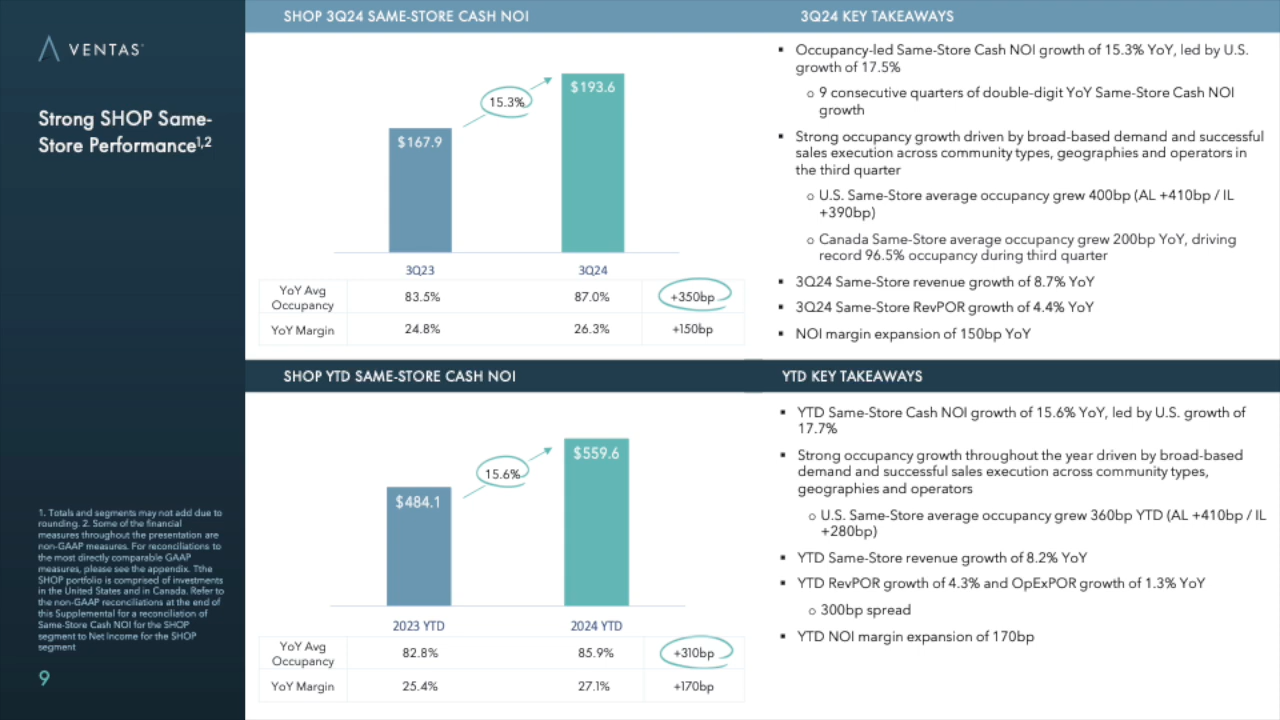 VENTAS
Strong SHOP Same-
Store Performance1,2
1. Totals and segments may not add due to
rounding. 2. Some of the financial
measures throughout the presentation are
non-GAAP measures. For reconciliations to
the most directly comparable GAAP
measures, please see the appendix. Tthe
SHOP portfolio is comprised of investments
in the United States and in Canada. Refer to
the non-GAAP reconciliations at the end of
this Supplemental for a reconciliation of
Same-Store Cash NOI for the SHOP
segment to Net Income for the SHOP
segment
9
SHOP 3Q24 SAME-STORE CASH NOI
15.3%
$167.9
$193.6
3Q23 3Q24
YoY Avg
Occupancy
83.5% 87.0% +350bp
YoY Margin 24.8% 26.3% +150bp
3Q24 KEY TAKEAWAYS
▪ Occupancy-led Same-Store Cash NOI growth of 15.3% YoY, led by U.S.
growth of 17.5%
o 9 consecutive quarters of double-digit YoY Same-Store Cash NOI
growth
▪ Strong occupancy growth driven by broad-based demand and successful
sales execution across community types, geographies and operators in
the third quarter
o U.S. Same-Store average occupancy grew 400bp (AL +410bp / IL
+390bp)
o Canada Same-Store average occupancy grew 200bp YoY, driving
record 96.5% occupancy during third quarter
▪ 3Q24 Same-Store revenue growth of 8.7% YoY
▪ 3Q24 Same-Store RevPOR growth of 4.4% YoY
▪ NOI margin expansion of 150bp YoY
SHOP YTD SAME-STORE CASH NOI
15.6%
$484.1
$559.6
2023 YTD 2024 YTD
YoY Avg
Occupancy
82.8% 85.9% +310bp
YoY Margin 25.4% 27.1% +170bp
YTD KEY TAKEAWAYS
▪ YTD Same-Store Cash NOI growth of 15.6% YoY, led by U.S. growth of
17.7%
▪ Strong occupancy growth throughout the year driven by broad-based
demand and successful sales execution across community types,
geographies and operators
o U.S. Same-Store average occupancy grew 360bp YTD (AL +410bp / IL
+280bp)
▪ YTD Same-Store revenue growth of 8.2% YoY
▪ YTD RevPOR growth of 4.3% and OpExPOR growth of 1.3% YoY
o 300bp spread
▪ YTD NOI margin expansion of 170bp